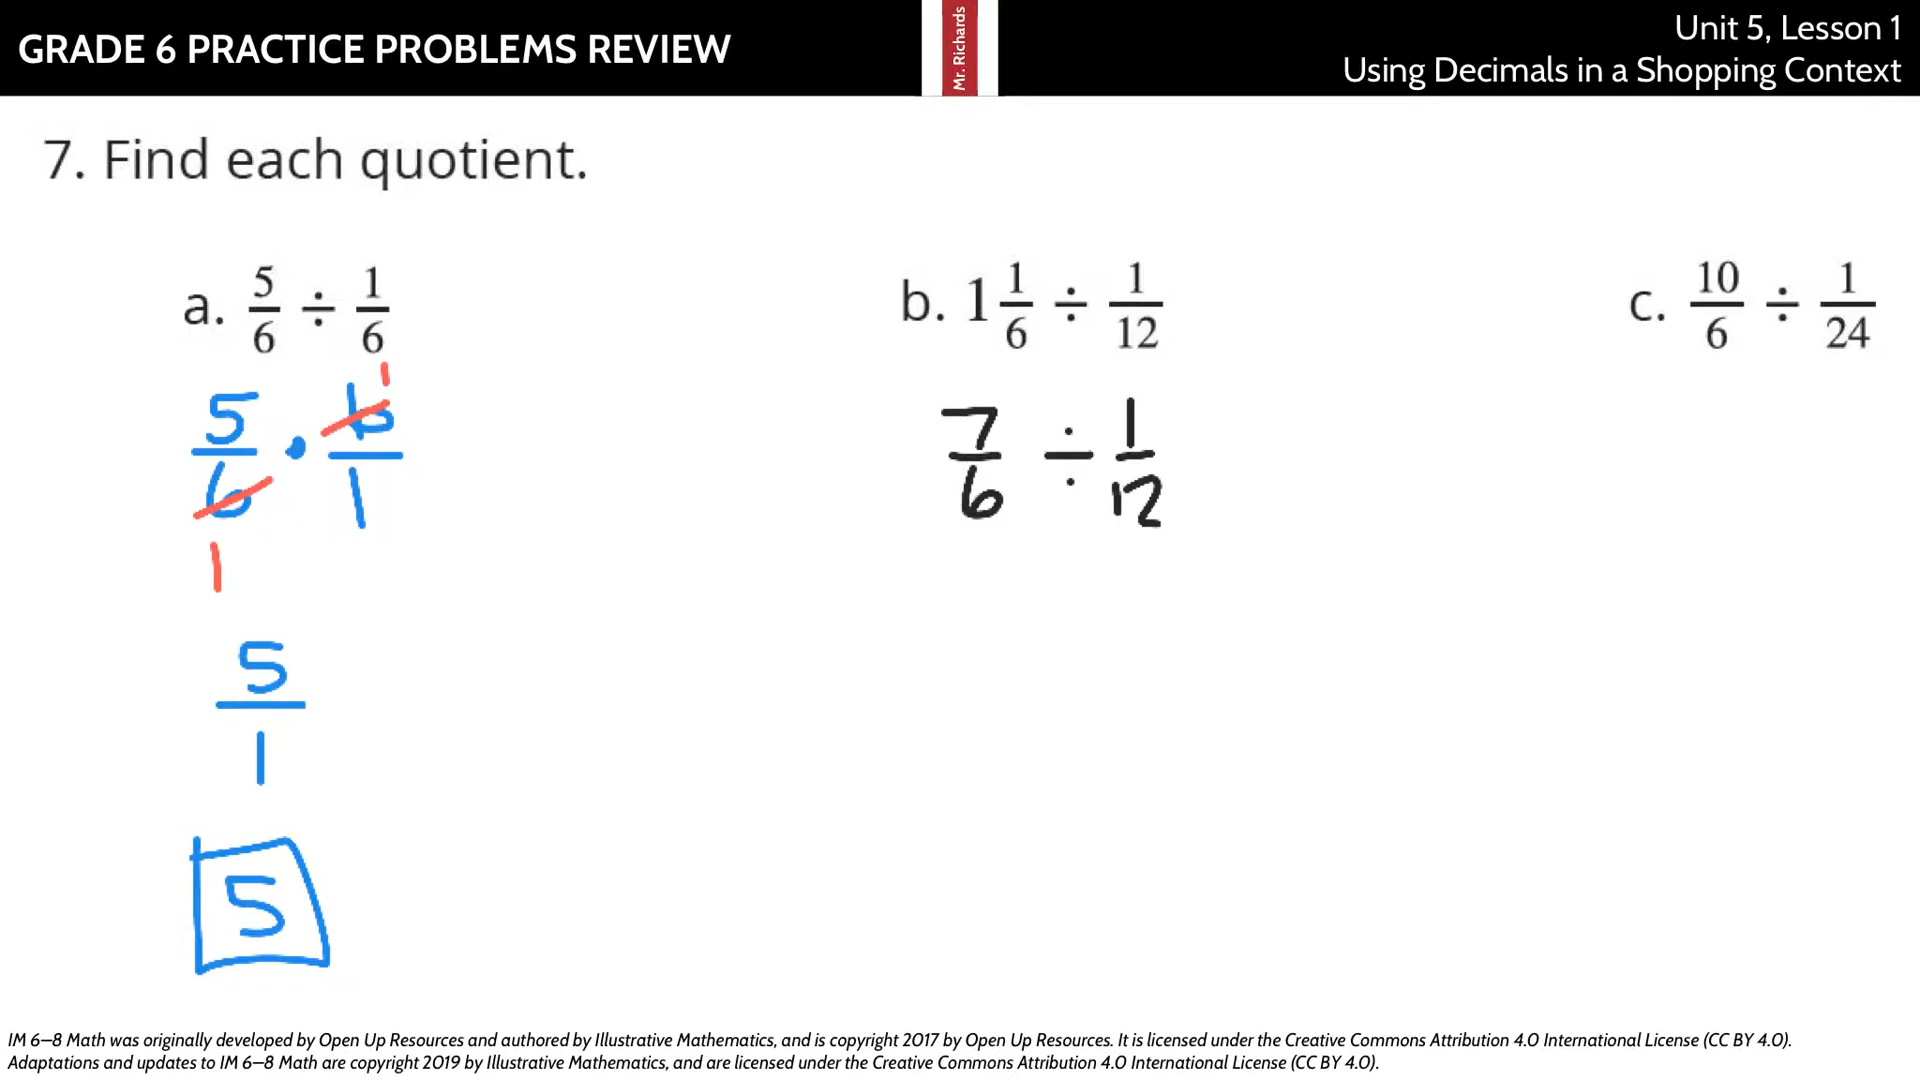 GRADE 6 PRACTICE PROBLEMS REVIEW
Mr. Richards
Unit 5, Lesson 1
Using Decimals in a Shopping Context
7. Find each quotient.
a. 5/6 ÷ 1/6
b. 1 1/6 ÷ 1/12
c. 10/6 ÷ 1/24
1
5/6 • 6/1
1
5/1
5
7/6 ÷ 1/12
IM 6–8 Math was originally developed by Open Up Resources and authored by Illustrative Mathematics, and is copyright 2017 by Open Up Resources. It is licensed under the Creative Commons Attribution 4.0 International License (CC BY 4.0).
Adaptations and updates to IM 6–8 Math are copyright 2019 by Illustrative Mathematics, and are licensed under the Creative Commons Attribution 4.0 International License (CC BY 4.0).